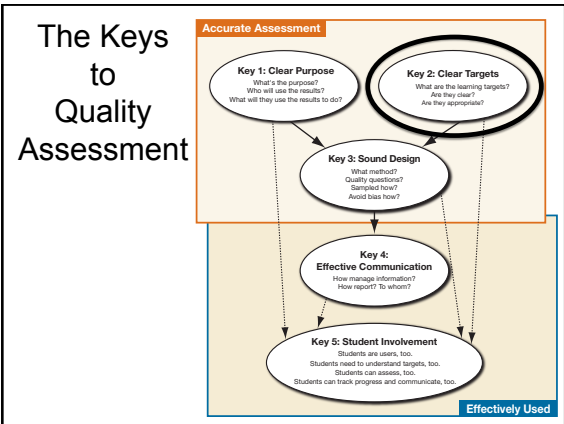 The Keys
to
Quality
Assessment
Accurate Assessment
Key 1: Clear Purpose
What's the purpose?
Who will use the results?
What will they use the results to do?
Key 2: Clear Targets
What are the learning targets?
Are they clear?
Are they appropriate?
Key 3: Sound Design
What method?
Quality questions?
Sampled how?
Avoid bias how?
Key 4:
Effective Communication
How manage information?
How report? To whom?
Key 5: Student Involvement
Students are users, too.
Students need to understand targets, too.
Students can assess, too.
Students can track progress and communicate, too.
Effectively Used